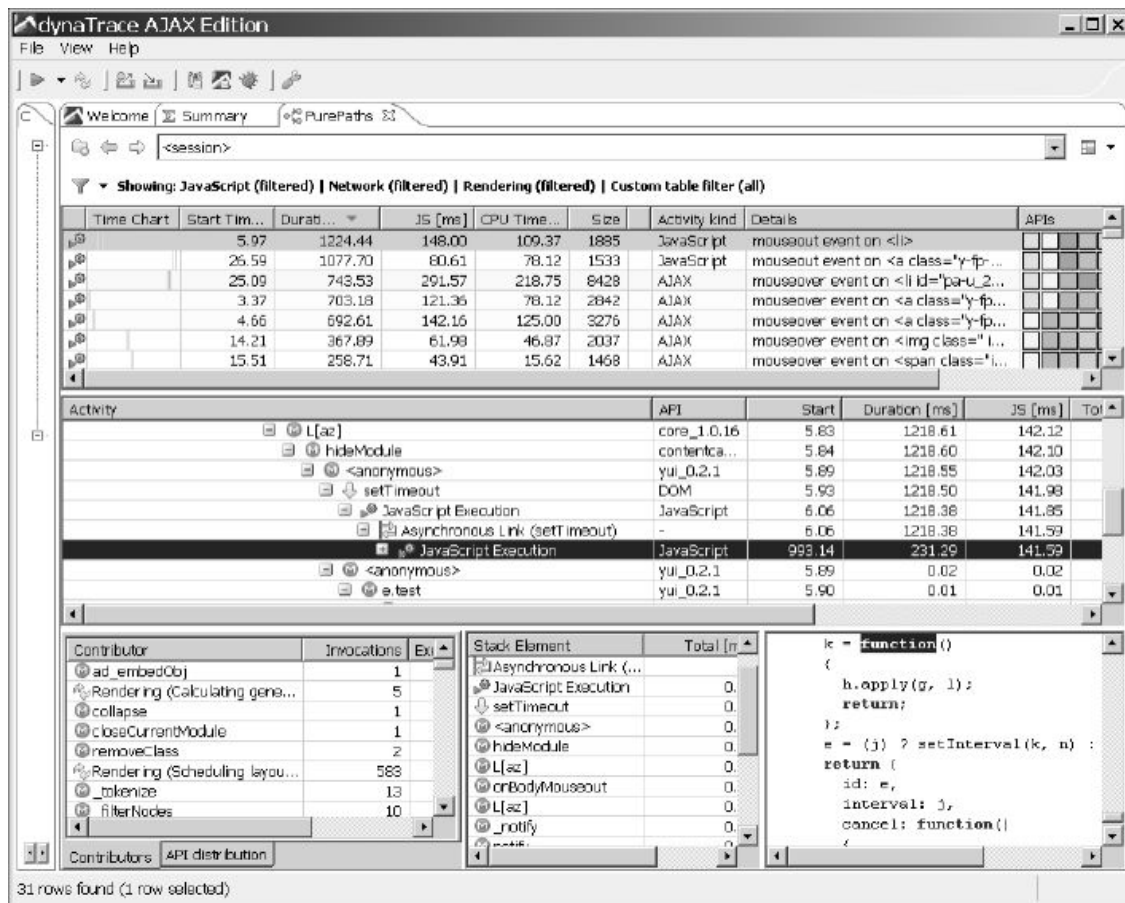 dynaTrace AJAX Edition
File View Help
Welcome Summary PurePaths
<session>
Showing: JavaScript (filtered) | Network (filtered) | Rendering (filtered) | Custom table filter (all)
Time Chart Start Tim... Durati... JS [ms] CPU Time... Size Activity kind Details APIs
5.97 1224.44 148.00 109.37 1885 JavaScript mouseout event on <li>
26.59 1077.70 80.61 78.12 1533 JavaScript mouseout event on <a class="y-fp-...
25.09 743.53 291.57 218.75 8428 AJAX mouseover event on <li id="pa-u_2...
3.37 703.18 121.36 78.12 2842 AJAX mouseover event on <a class="y-fp...
4.66 692.61 142.16 125.00 3276 AJAX mouseover event on <a class="y-fp...
14.21 367.89 61.98 46.87 2037 AJAX mouseover event on <img class=" i...
15.51 258.71 43.91 15.62 1468 AJAX mouseover event on <span class="i...
Activity API Start Duration [ms] JS [ms] Tot
L[az] core_1.0.16 5.83 1218.61 142.12
hideModule contentca... 5.84 1218.60 142.10
<anonymous> yui_0.2.1 5.89 1218.55 142.03
setTimeout DOM 5.93 1218.50 141.98
JavaScript Execution JavaScript 6.06 1218.38 141.85
Asynchronous Link (setTimeout) - 6.06 1218.38 141.59
JavaScript Execution JavaScript 993.14 231.29 141.59
<anonymous> yui_0.2.1 5.89 0.02 0.02
e.test yui_0.2.1 5.90 0.01 0.01
Contributor Invocations
ad_embedObj 1
Rendering (Calculating gene... 5
collapse 1
closeCurrentModule 1
removeClass 2
Rendering (Scheduling layou... 583
_tokenize 13
_filterNodes 10
Contributors API distribution
Stack Element Total [m
Asynchronous Link (...
JavaScript Execution 0.
setTimeout 0.
<anonymous> 0.
hideModule 0.
L[az] 0.
onBodyMouseout 0.
L[az] 0.
_notify 0.
k = function()
{
h.apply(g, l);
return;
};
e = (j) ? setInterval(k, n) :
return {
id: e,
interval: j,
cancel: function()
{
31 rows found (1 row selected)